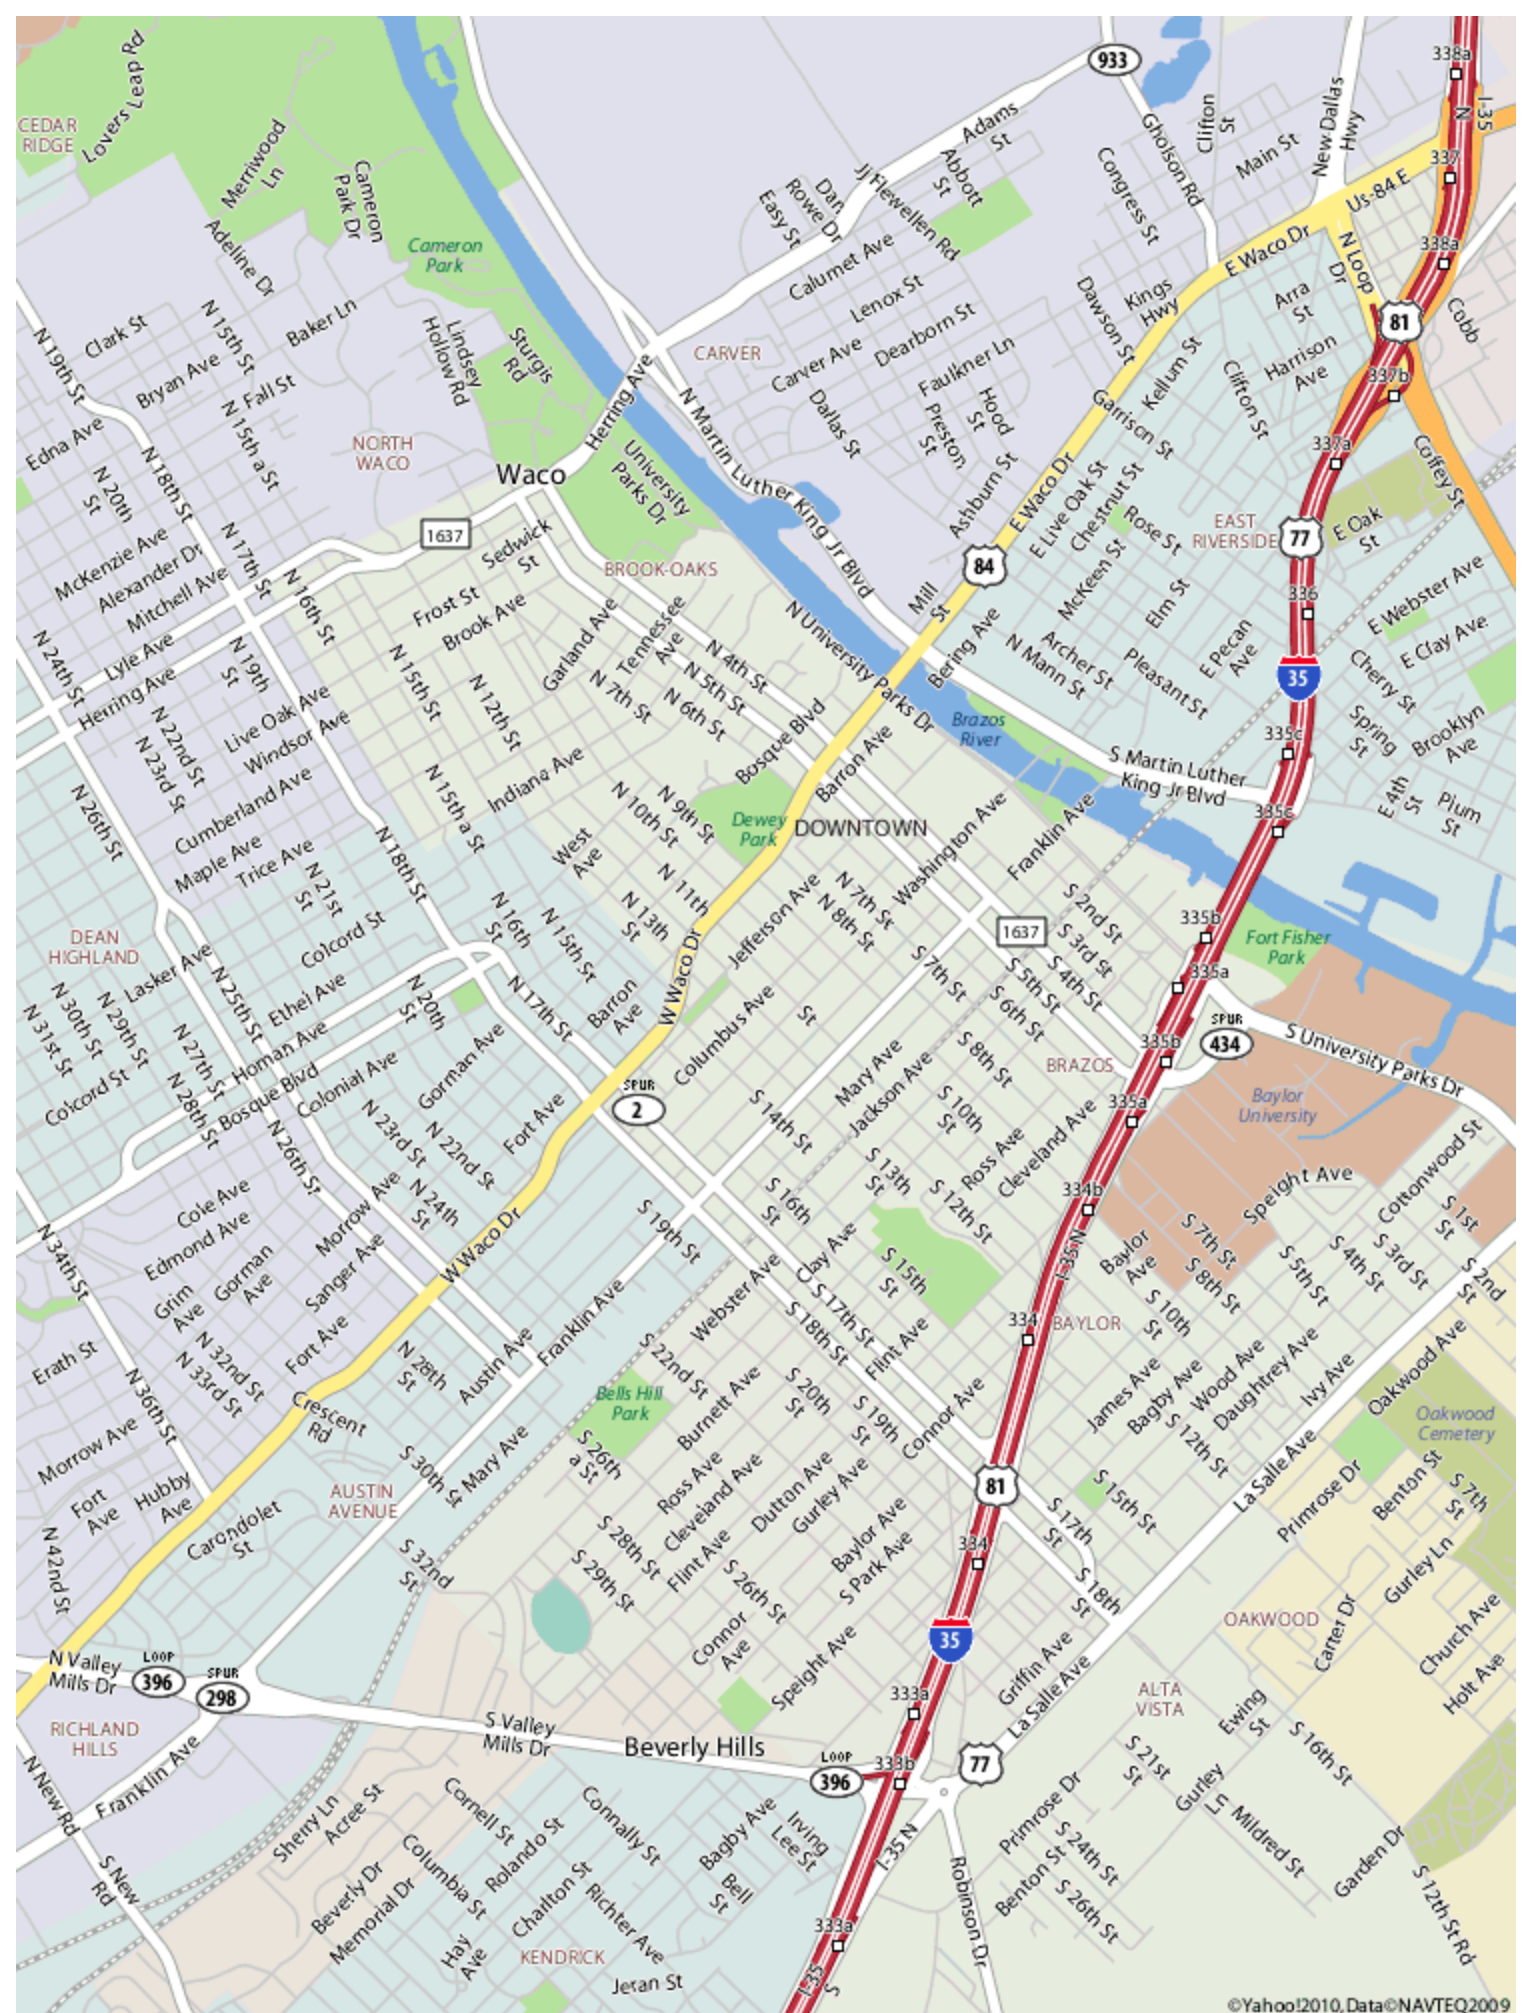 338a
933
Lovers Leap Rd
CEDAR
RIDGE
I-35
N
Adams
St
Clifton
St
New Dallas
Hwy
Gholson Rd
Main St
337
Merriwood
Ln
Cameron
Park Dr
Abbott
St
JJ Flewellen Rd
Dan
Rowe Dr
Easy St
Congress St
Us-84 E
Adeline Dr
Cameron
Park
Calumet Ave
E Waco Dr
N Loop
Dr
338a
Kings
Hwy
Dawson St
Arra
St
Lenox St
N 15th St
Baker Ln
Clark St
Lindsey
Hollow Rd
Sturgis
Rd
Dearborn St
81
Cobb
N 19th St
CARVER
Carver Ave
Faulkner Ln
Kellum St
Harrison
Ave
Bryan Ave
Fall St
Herring Ave
337b
N 15th a St
Dallas St
Hood
St
Preston
St
Garrison St
Clifton St
Edna Ave
NORTH
WACO
N Martin Luther King Jr Blvd
337a
Coffey St
Waco
University
Parks Dr
N 20th
St
N 18th St
Ashburn St
E Waco Dr
E Live Oak St
Chestnut St
Rose St
EAST
RIVERSIDE
E Oak
St
1637
Sedwick
St
77
McKenzie Ave
Alexander Dr
Mitchell Ave
N 17th St
N 16th St
BROOK-OAKS
84
McKeen St
Elm St
336
E Webster Ave
Mill
St
Frost St
Brook Ave
Garland Ave
Tennessee
Ave
N University Parks Dr
Bering Ave
Archer St
N Mann St
Pleasant St
E Pecan
Ave
E Clay Ave
Cherry St
N 24th St
Lyle Ave
Herring Ave
N 19th
St
N 15th St
N 12th St
N 4th St
N 5th St
N 6th St
N 7th St
35
Live Oak Ave
Windsor Ave
N 22nd St
N 23rd St
Bosque Blvd
Brazos
River
335c
Spring
St
Brooklyn
Ave
Barron Ave
S Martin Luther
King Jr Blvd
Indiana Ave
N 15th a St
N 26th St
Cumberland Ave
Maple Ave
Trice Ave
N 9th St
N 10th St
Dewey
Park
DOWNTOWN
Washington Ave
Franklin Ave
335c
E 4th
St
Plum
St
N 18th St
West
Ave
N 11th
N 13th
St
Jefferson Ave
N 7th St
N 8th St
S 2nd St
S 3rd St
S 4th St
1637
335b
Fort Fisher
Park
N 21st
St
Colcord St
N 16th
St
N 15th St
DEAN
HIGHLAND
Lasker Ave
W Waco Dr
S 7th St
S 5th St
S 6th St
335a
N 25th St
Ethel Ave
N 20th
St
N 17th St
Barron
Ave
Columbus Ave
St
N 30th St
N 29th St
N 31st St
N 27th St
N 28th St
Homan Ave
Bosque Blvd
Colonial Ave
Gorman Ave
Colcord St
SPUR
434
S University Parks Dr
335b
BRAZOS
S 8th St
Mary Ave
Jackson Ave
335a
Baylor
University
SPUR
2
Fort Ave
S 14th St
S 10th
St
Ross Ave
Cleveland Ave
N 23rd St
N 22nd St
N 26th St
N 24th
St
S 13th
St
S 12th St
334b
Speight Ave
Cottonwood St
Cole Ave
Edmond Ave
Morrow Ave
W Waco Dr
S 19th St
S 16th
St
S 1st
St
N 34th St
Gorman
Ave
Sanger Ave
Grim
Ave
Clay Ave
S 15th
St
I-35 N
Baylor
Ave
S 7th St
S 8th St
S 5th St
S 4th St
S 3rd St
S 2nd
St
Webster Ave
Franklin Ave
S 17th St
S 18th St
Flint Ave
334
BAYLOR
S 10th
St
Fort Ave
Erath St
N 32nd St
N 33rd St
N 28th
St
Austin Ave
S 22nd St
Bells Hill
Park
Burnett Ave
S 20th
St
S 19th
St
Connor Ave
James Ave
Bagby Ave
Wood Ave
Daughtrey Ave
Ivy Ave
Oakwood Ave
N 36th St
Crescent
Rd
Oakwood
Cemetery
Morrow Ave
S 30th St
Mary Ave
S 26th
a St
S 12th St
La Salle Ave
Fort
Ave
Hubby
Ave
AUSTIN
AVENUE
Ross Ave
Cleveland Ave
Dutton Ave
Gurley Ave
81
S 15th St
Primrose Dr
Benton St
S 7th
St
Carondolet
St
N 42nd St
S 32nd
St
S 28th St
S 29th St
Flint Ave
S 26th St
Baylor Ave
S Park Ave
334
S 17th
St
S 18th
St
Gurley Ln
OAKWOOD
Carter Dr
Church Ave
Holt Ave
N Valley
Mills Dr
LOOP
396
SPUR
298
Connor
Ave
Speight Ave
35
Griffin Ave
La Salle Ave
333a
ALTA
VISTA
Ewing
St
RICHLAND
HILLS
S Valley
Mills Dr
Beverly Hills
LOOP
396
333b
77
S 21st
St
S 16th St
N New Rd
Franklin Ave
Sherry Ln
Acree St
Cornell St
Connally St
Bagby Ave
Irving
Lee St
I-35 N
Primrose Dr
Gurley
Ln
Mildred St
Rolando St
Columbia St
Beverly Dr
Memorial Dr
S New
Rd
Charlton St
Richter Ave
Bell
St
Robinson Dr
S 24th St
Benton St
S 26th St
Garden Dr
S 12th St Rd
Hay
Ave
KENDRICK
Jeran St
333a
I-35
S
©Yahoo!2010, Data©NAVTEQ2009